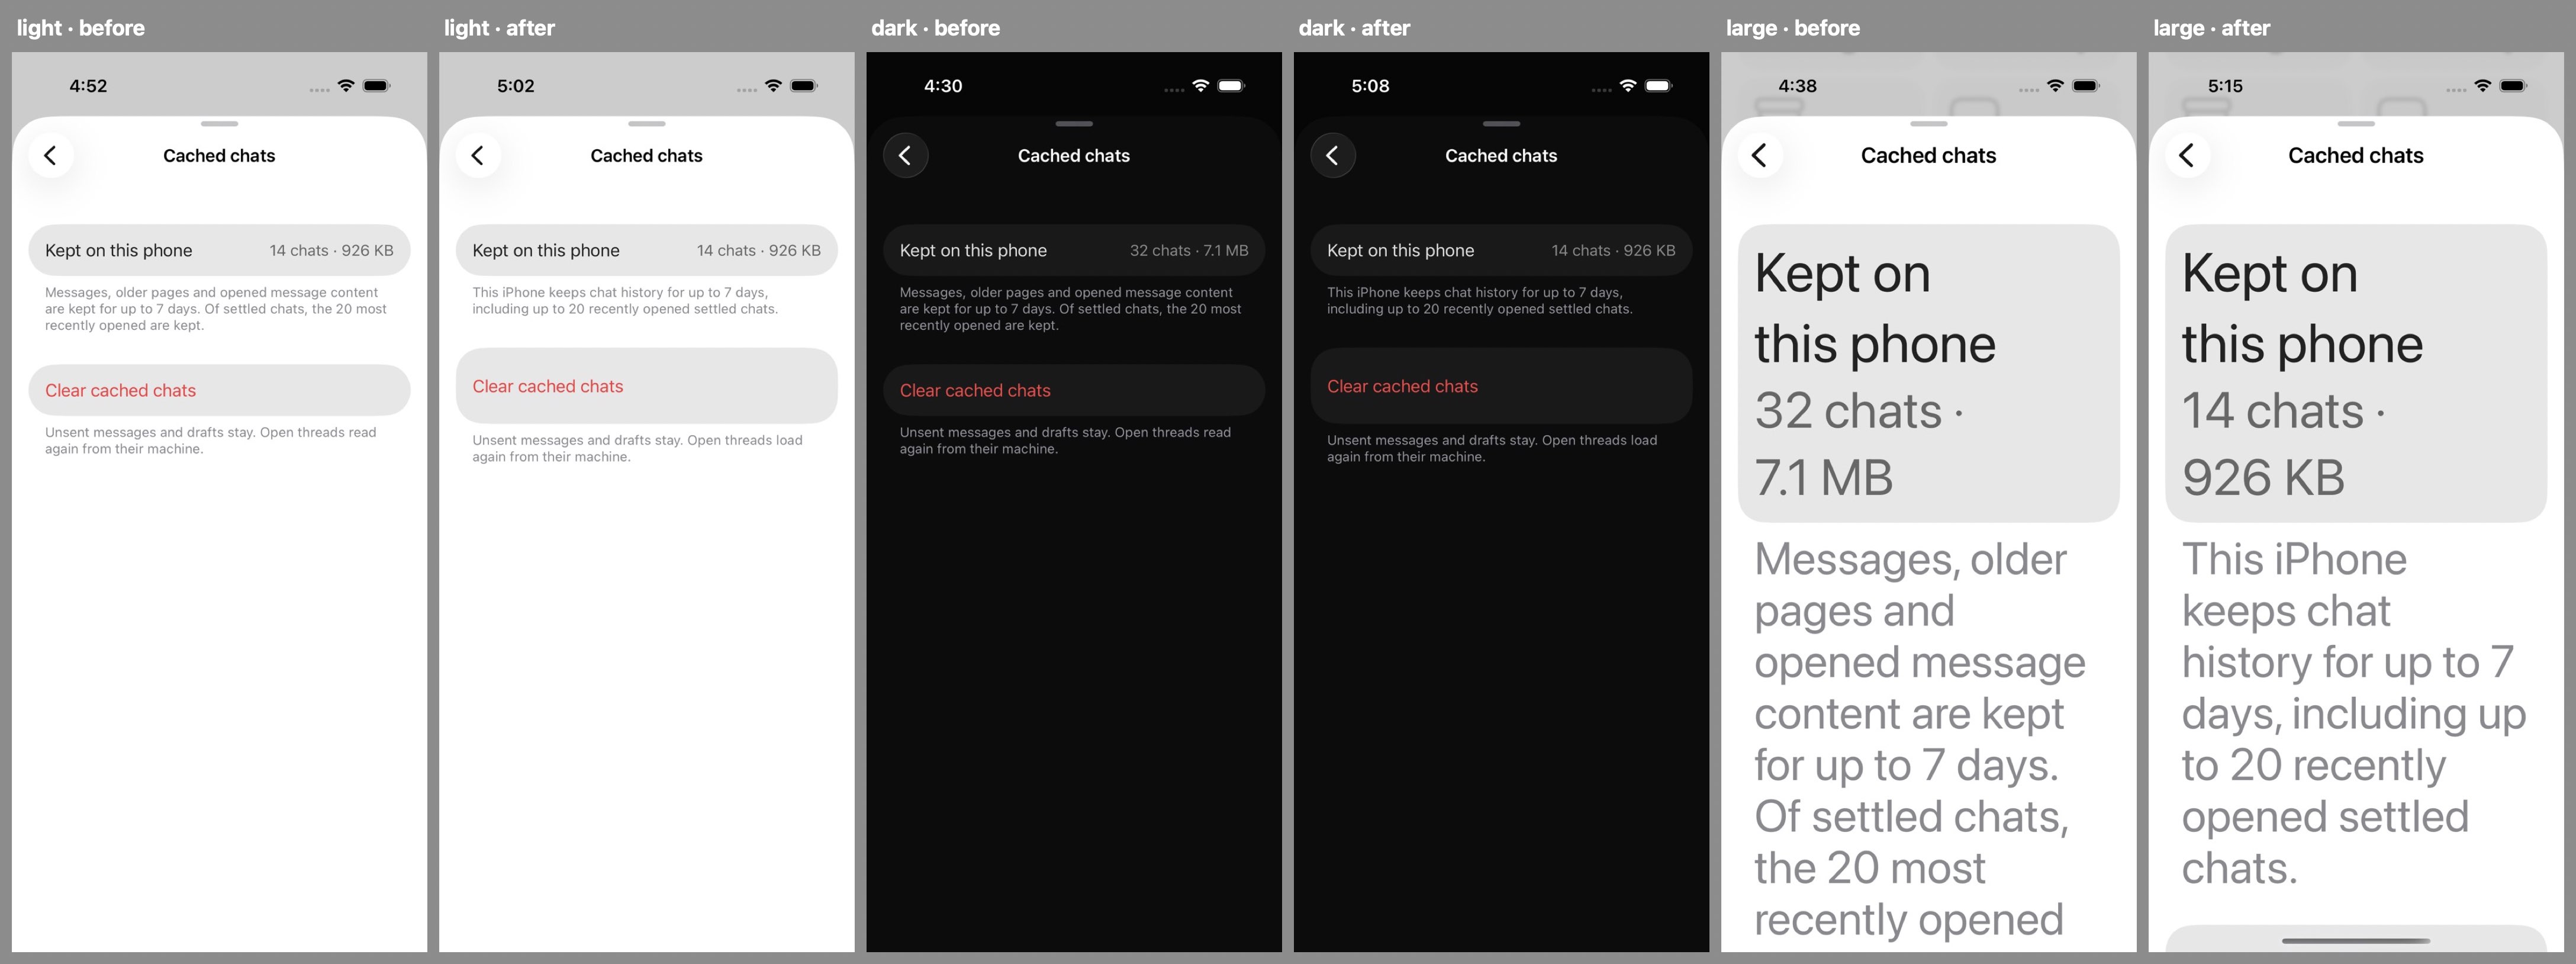 light · before
4:52
Cached chats
Kept on this phone
14 chats · 926 KB
Messages, older pages and opened message content
are kept for up to 7 days. Of settled chats, the 20 most
recently opened are kept.
Clear cached chats
Unsent messages and drafts stay. Open threads read
again from their machine.
light · after
5:02
Cached chats
Kept on this phone
14 chats · 926 KB
This iPhone keeps chat history for up to 7 days,
including up to 20 recently opened settled chats.
Clear cached chats
Unsent messages and drafts stay. Open threads load
again from their machine.
dark · before
4:30
Cached chats
Kept on this phone
32 chats · 7.1 MB
Messages, older pages and opened message content
are kept for up to 7 days. Of settled chats, the 20 most
recently opened are kept.
Clear cached chats
Unsent messages and drafts stay. Open threads read
again from their machine.
dark · after
5:08
Cached chats
Kept on this phone
14 chats · 926 KB
This iPhone keeps chat history for up to 7 days,
including up to 20 recently opened settled chats.
Clear cached chats
Unsent messages and drafts stay. Open threads load
again from their machine.
large · before
4:38
Cached chats
Kept on
this phone
32 chats ·
7.1 MB
Messages, older
pages and
opened message
content are kept
for up to 7 days.
Of settled chats,
the 20 most
recently opened
large · after
5:15
Cached chats
Kept on
this phone
14 chats ·
926 KB
This iPhone
keeps chat
history for up to 7
days, including up
to 20 recently
opened settled
chats.